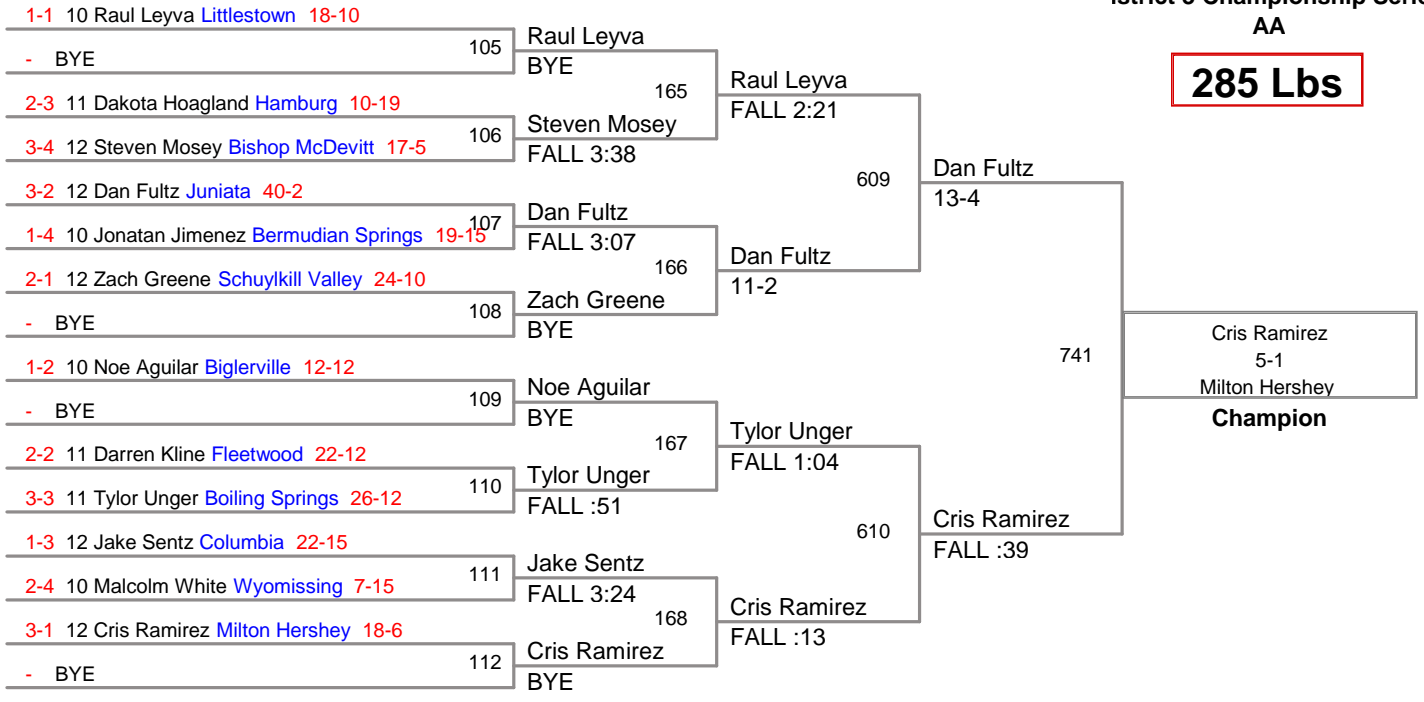 istrict 3 Championship Seri
AA
285 Lbs
1-1 10 Raul Leyva Littlestown 18-10
- BYE
2-3 11 Dakota Hoagland Hamburg 10-19
3-4 12 Steven Mosey Bishop McDevitt 17-5
3-2 12 Dan Fultz Juniata 40-2
1-4 10 Jonatan Jimenez Bermudian Springs 19-15
2-1 12 Zach Greene Schuylkill Valley 24-10
- BYE
1-2 10 Noe Aguilar Biglerville 12-12
- BYE
2-2 11 Darren Kline Fleetwood 22-12
3-3 11 Tylor Unger Boiling Springs 26-12
1-3 12 Jake Sentz Columbia 22-15
2-4 10 Malcolm White Wyomissing 7-15
3-1 12 Cris Ramirez Milton Hershey 18-6
- BYE
105
106
107
108
109
110
111
112
Raul Leyva
BYE
Steven Mosey
FALL 3:38
Dan Fultz
FALL 3:07
Zach Greene
BYE
Noe Aguilar
BYE
Tylor Unger
FALL :51
Jake Sentz
FALL 3:24
Cris Ramirez
BYE
165
166
167
168
Raul Leyva
FALL 2:21
Dan Fultz
11-2
Tylor Unger
FALL 1:04
Cris Ramirez
FALL :13
609
610
Dan Fultz
13-4
Cris Ramirez
FALL :39
741
Cris Ramirez
5-1
Milton Hershey
Champion